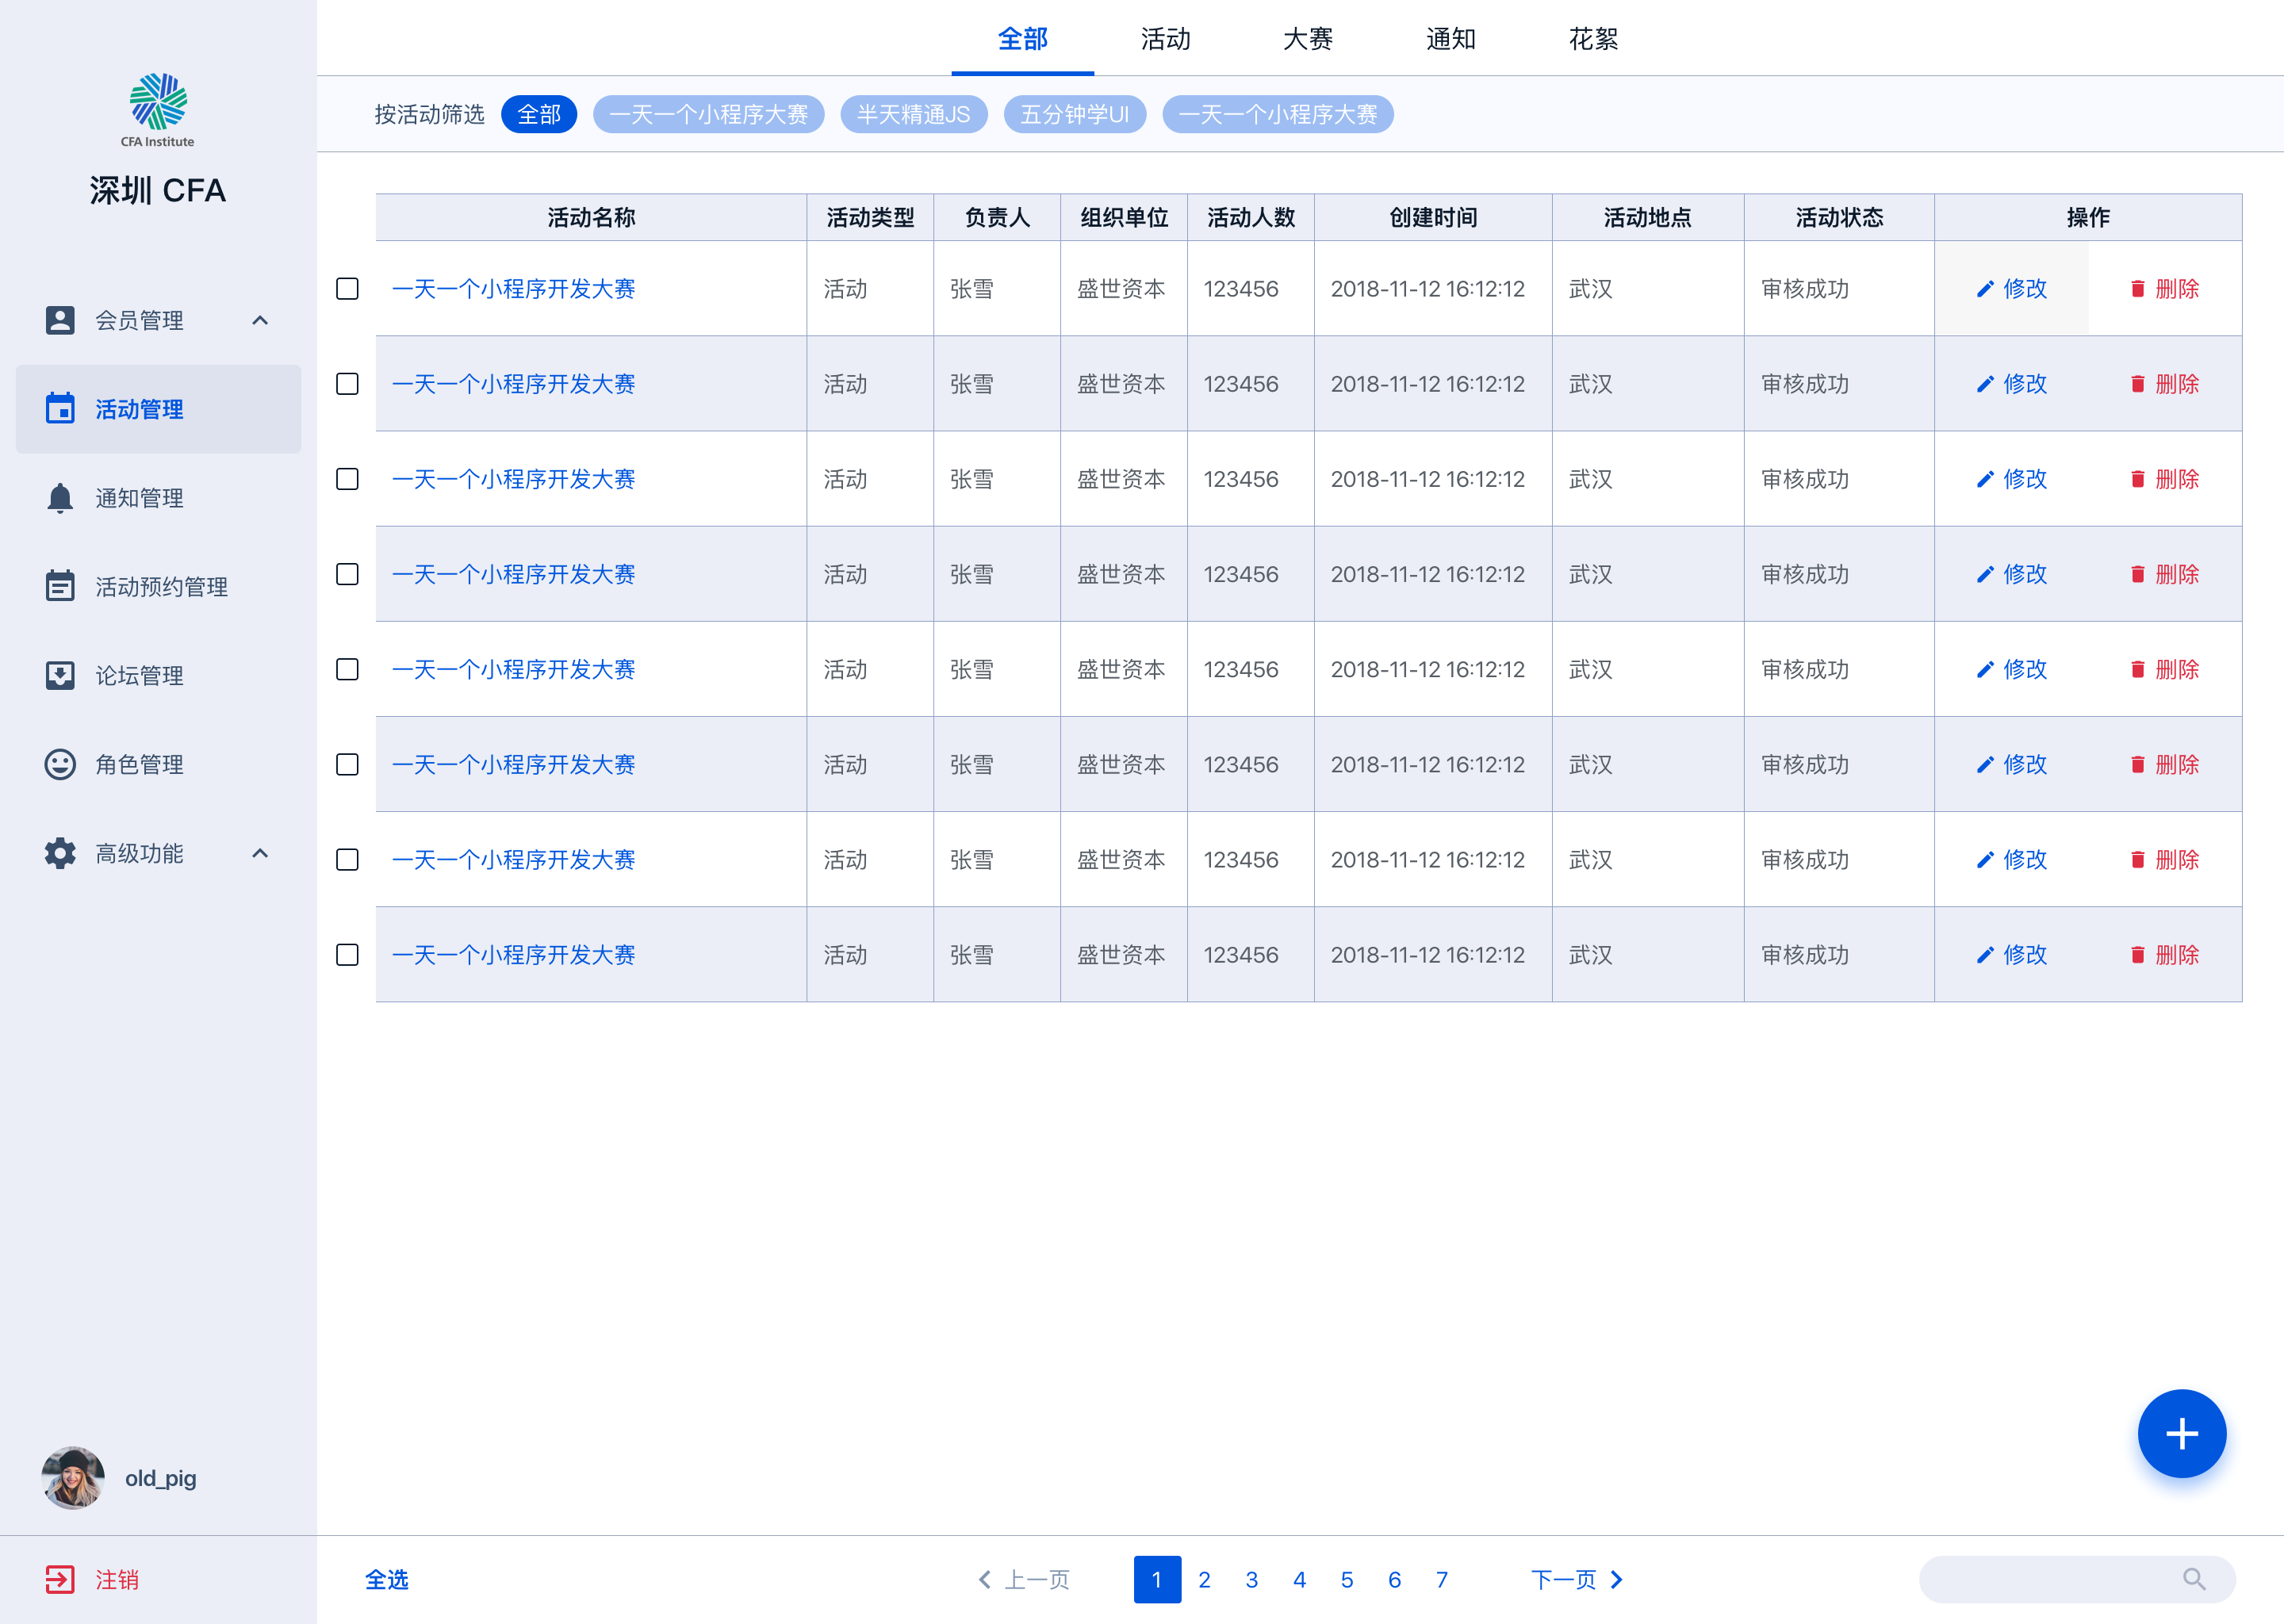 CFA Institute
深圳 CFA
会员管理
活动管理
通知管理
活动预约管理
论坛管理
角色管理
高级功能
old_pig
注销
全部 活动 大赛 通知 花絮
按活动筛选 全部 一天一个小程序大赛 半天精通JS 五分钟学UI 一天一个小程序大赛
活动名称 活动类型 负责人 组织单位 活动人数 创建时间 活动地点 活动状态 操作
一天一个小程序开发大赛 活动 张雪 盛世资本 123456 2018-11-12 16:12:12 武汉 审核成功 修改 删除
一天一个小程序开发大赛 活动 张雪 盛世资本 123456 2018-11-12 16:12:12 武汉 审核成功 修改 删除
一天一个小程序开发大赛 活动 张雪 盛世资本 123456 2018-11-12 16:12:12 武汉 审核成功 修改 删除
一天一个小程序开发大赛 活动 张雪 盛世资本 123456 2018-11-12 16:12:12 武汉 审核成功 修改 删除
一天一个小程序开发大赛 活动 张雪 盛世资本 123456 2018-11-12 16:12:12 武汉 审核成功 修改 删除
一天一个小程序开发大赛 活动 张雪 盛世资本 123456 2018-11-12 16:12:12 武汉 审核成功 修改 删除
一天一个小程序开发大赛 活动 张雪 盛世资本 123456 2018-11-12 16:12:12 武汉 审核成功 修改 删除
一天一个小程序开发大赛 活动 张雪 盛世资本 123456 2018-11-12 16:12:12 武汉 审核成功 修改 删除
全选 上一页 1 2 3 4 5 6 7 下一页